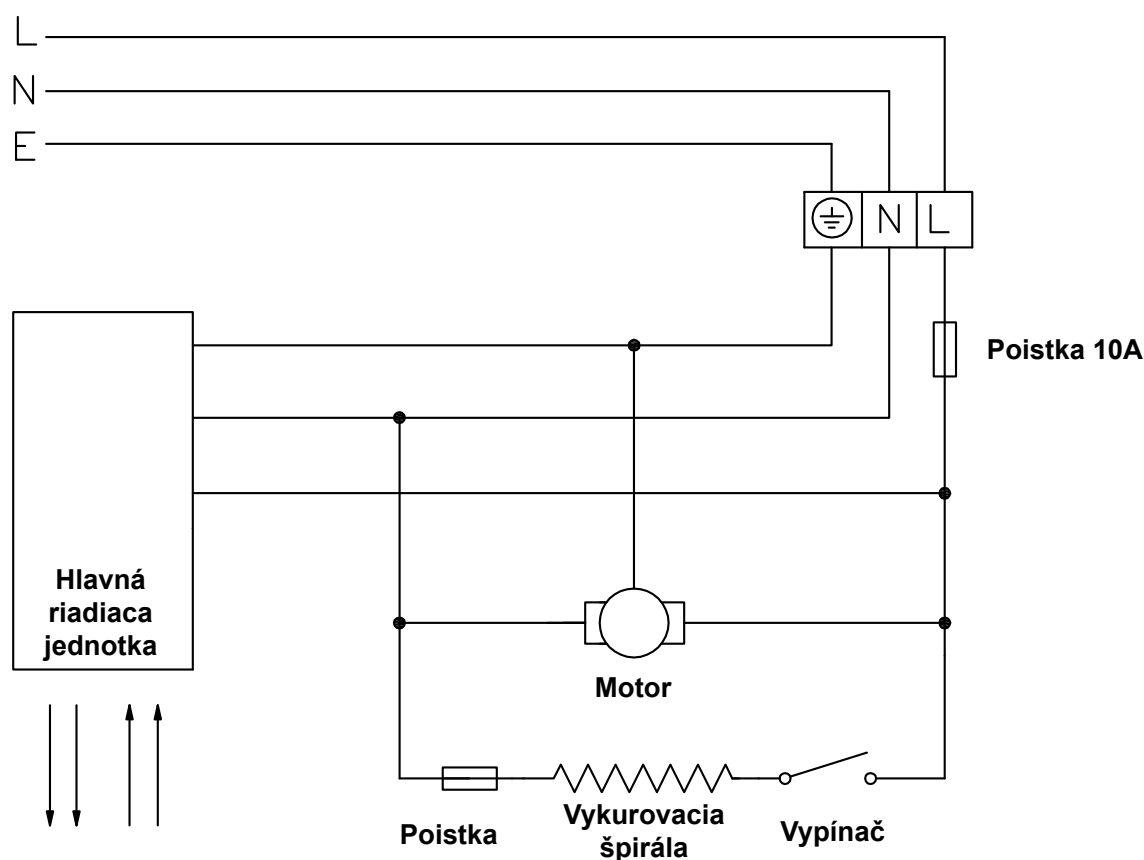 L
N
E
N L
Poistka 10A
Hlavná
riadiaca
jednotka
Motor
Poistka
Vykurovacia
špirála
Vypínač